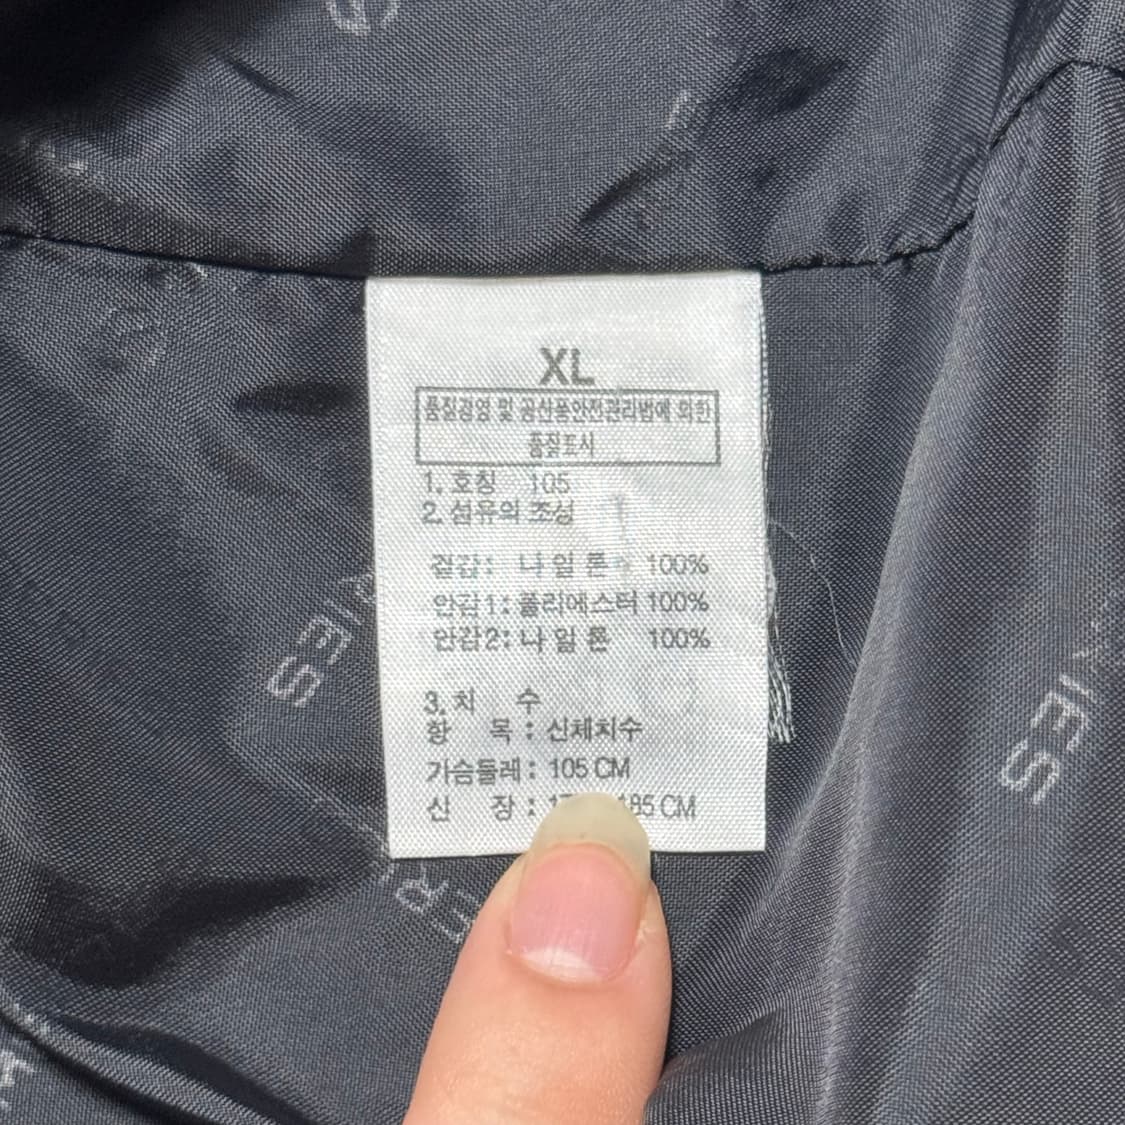 XL
품질경영 및 공산품안전관리법에 의한
품질표시
1. 호칭 105
2. 섬유의 조성
겉감: 나 일 론 100%
안감1: 폴리에스터 100%
안감2: 나 일 론 100%
3. 치 수
항 목 : 신체치수
가슴둘레 : 105 CM
신 장 : 185 CM
IES
IES
ER